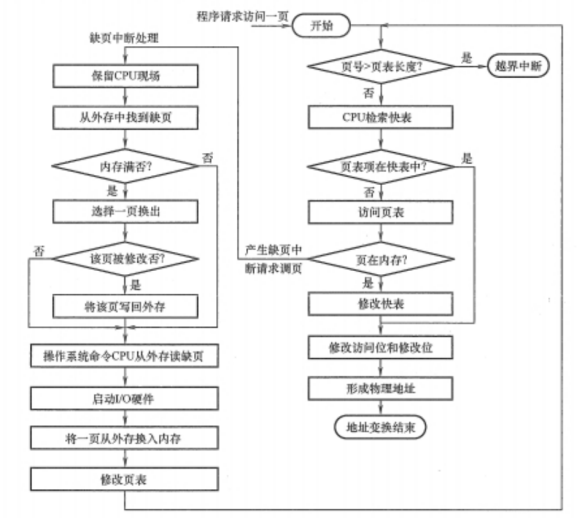 程序请求访问一页
开始
缺页中断处理
保留CPU现场
从外存中找到缺页
内存满否?
否
是
选择一页换出
该页被修改否?
否
是
将该页写回外存
操作系统命令CPU从外存读缺页
启动I/O硬件
将一页从外存换入内存
修改页表
页号>页表长度?
是
越界中断
否
CPU检索快表
页表项在快表中?
是
否
访问页表
产生缺页中
断请求调页
页在内存?
是
修改快表
修改访问位和修改位
形成物理地址
地址变换结束